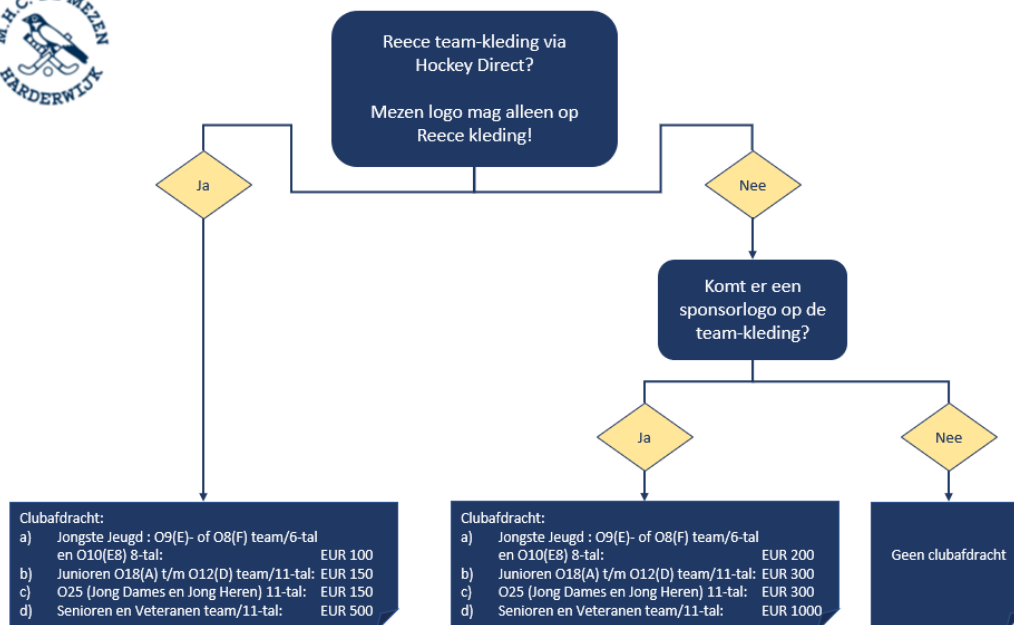 M.H.C. DE MEZEN
HARDERWIJK
Reece team-kleding via
Hockey Direct?
Mezen logo mag alleen op
Reece kleding!
Ja
Nee
Komt er een
sponsorlogo op de
team-kleding?
Ja
Nee
Clubafdracht:
a) Jongste Jeugd : O9(E)- of O8(F) team/6-tal
en O10(E8) 8-tal: EUR 100
b) Junioren O18(A) t/m O12(D) team/11-tal: EUR 150
c) O25 (Jong Dames en Jong Heren) 11-tal: EUR 150
d) Senioren en Veteranen team/11-tal: EUR 500
Clubafdracht:
a) Jongste Jeugd : O9(E)- of O8(F) team/6-tal
en O10(E8) 8-tal: EUR 200
b) Junioren O18(A) t/m O12(D) team/11-tal: EUR 300
c) O25 (Jong Dames en Jong Heren) 11-tal: EUR 300
d) Senioren en Veteranen team/11-tal: EUR 1000
Geen clubafdracht